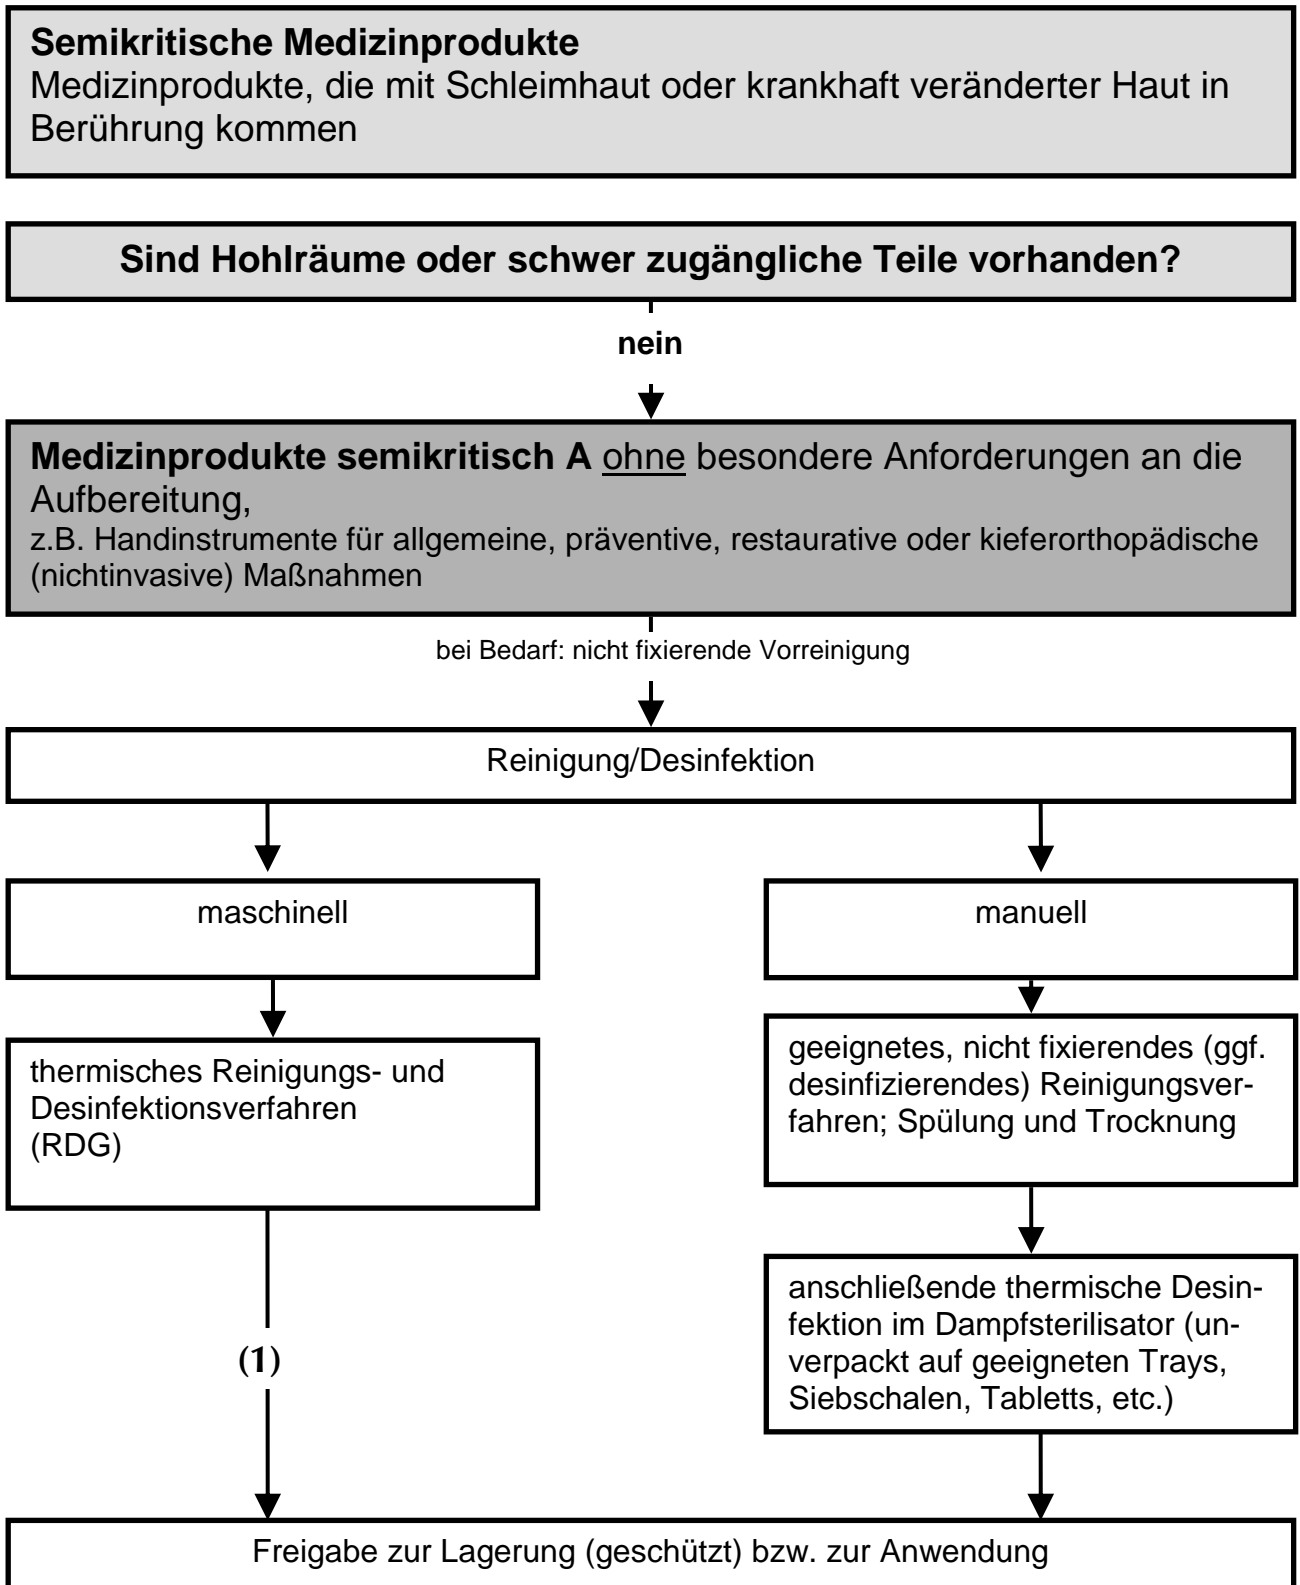 Semikritische Medizinprodukte
Medizinprodukte, die mit Schleimhaut oder krankhaft veränderter Haut in
Berührung kommen
Sind Hohlräume oder schwer zugängliche Teile vorhanden?
nein
Medizinprodukte semikritisch A ohne besondere Anforderungen an die
Aufbereitung,
z.B. Handinstrumente für allgemeine, präventive, restaurative oder kieferorthopädische
(nichtinvasive) Maßnahmen
bei Bedarf: nicht fixierende Vorreinigung
Reinigung/Desinfektion
maschinell
thermisches Reinigungs- und
Desinfektionsverfahren
(RDG)
(1)
manuell
geeignetes, nicht fixierendes (ggf.
desinfizierendes) Reinigungsver-
fahren; Spülung und Trocknung
anschließende thermische Desin-
fektion im Dampfsterilisator (un-
verpackt auf geeigneten Trays,
Siebschalen, Tabletts, etc.)
Freigabe zur Lagerung (geschützt) bzw. zur Anwendung